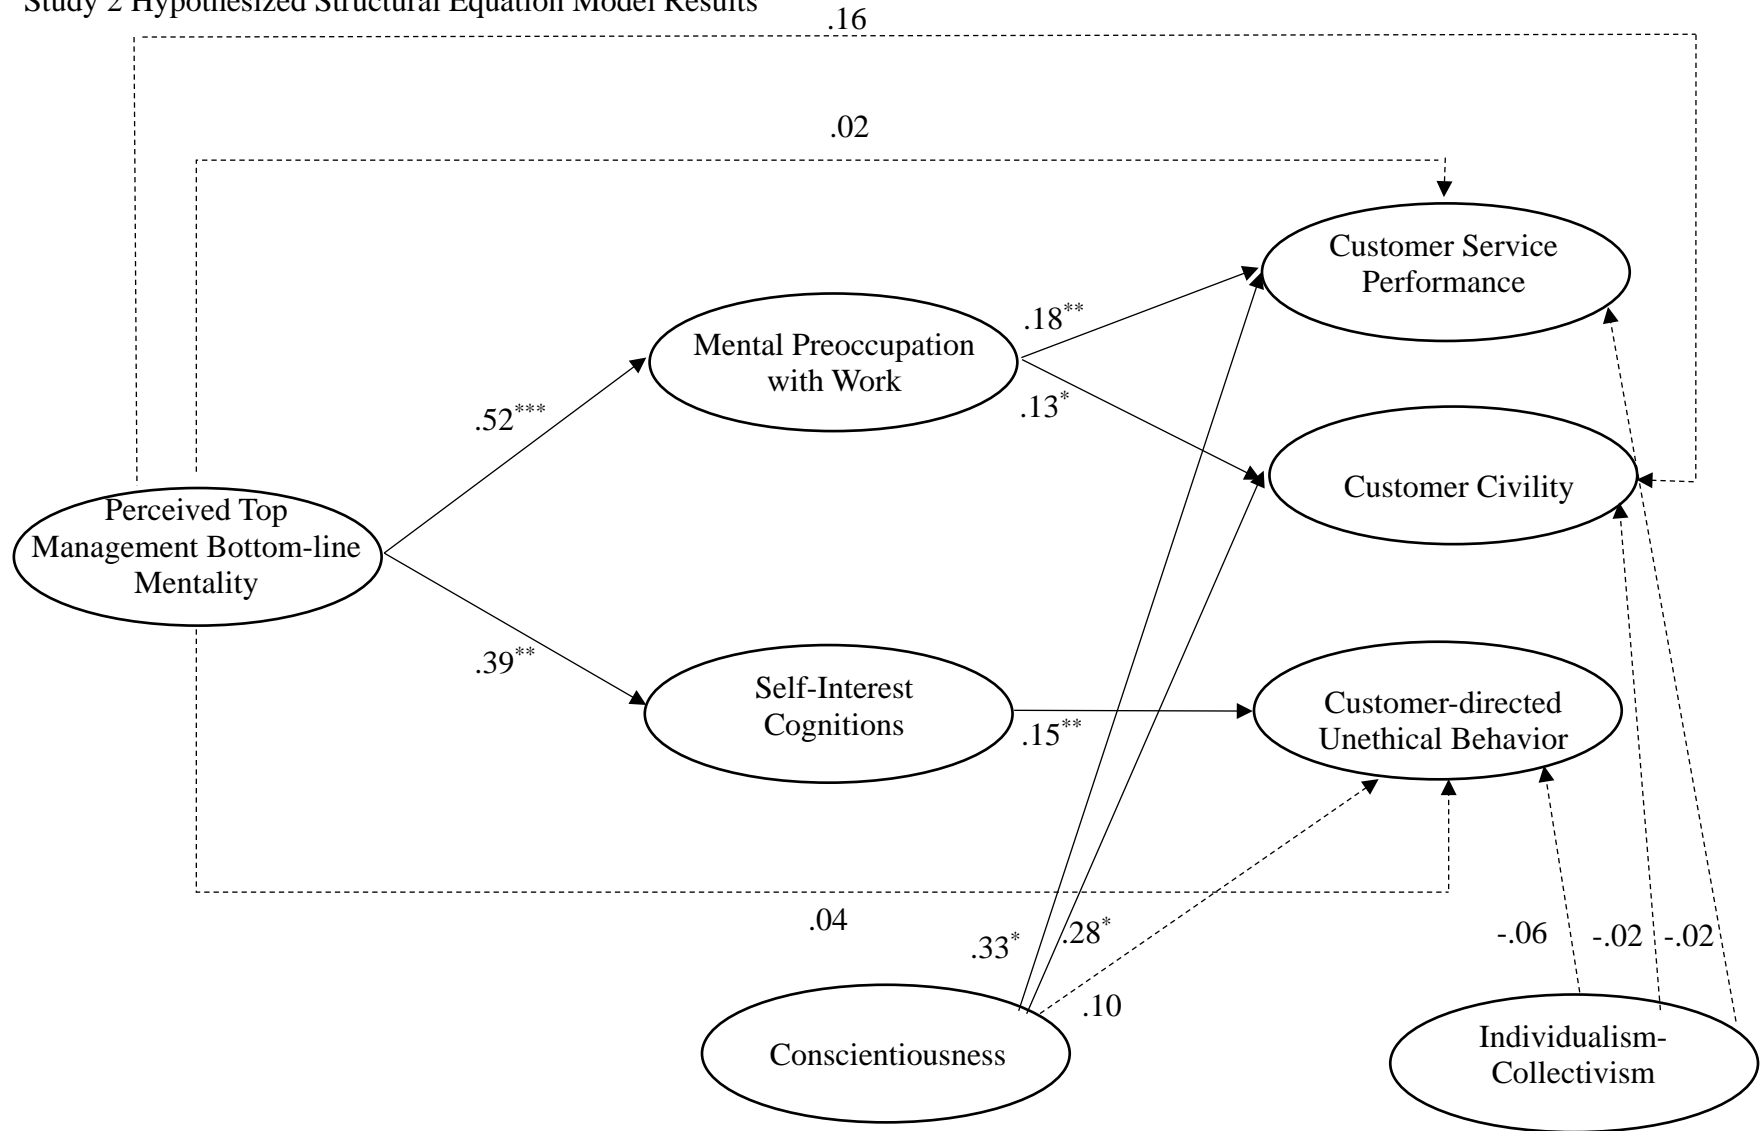 Study 2 Hypothesized Structural Equation Model Results
.16
.02
Customer Service
Performance
.18**
Mental Preoccupation
with Work
.13*
.52***
Customer Civility
Perceived Top
Management Bottom-line
Mentality
.39**
Self-Interest
Cognitions
.15**
Customer-directed
Unethical Behavior
.04
.33*
.28*
.10
-.06
-.02
-.02
Conscientiousness
Individualism-
Collectivism